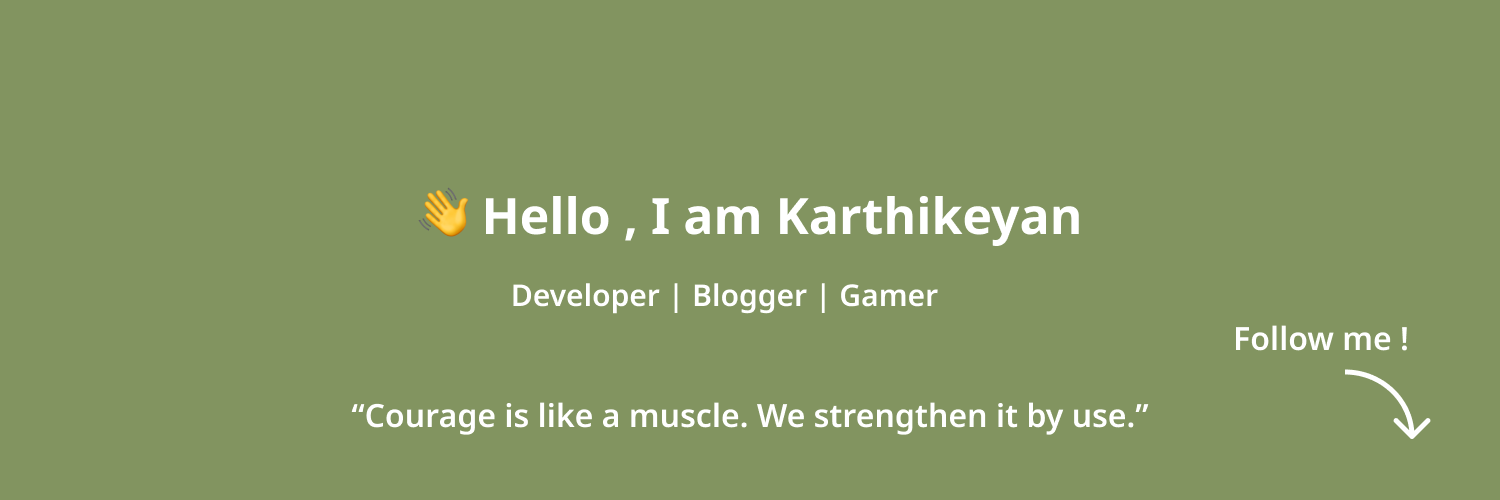 👋 Hello , I am Karthikeyan
Developer | Blogger | Gamer
Follow me !
“Courage is like a muscle. We strengthen it by use.”